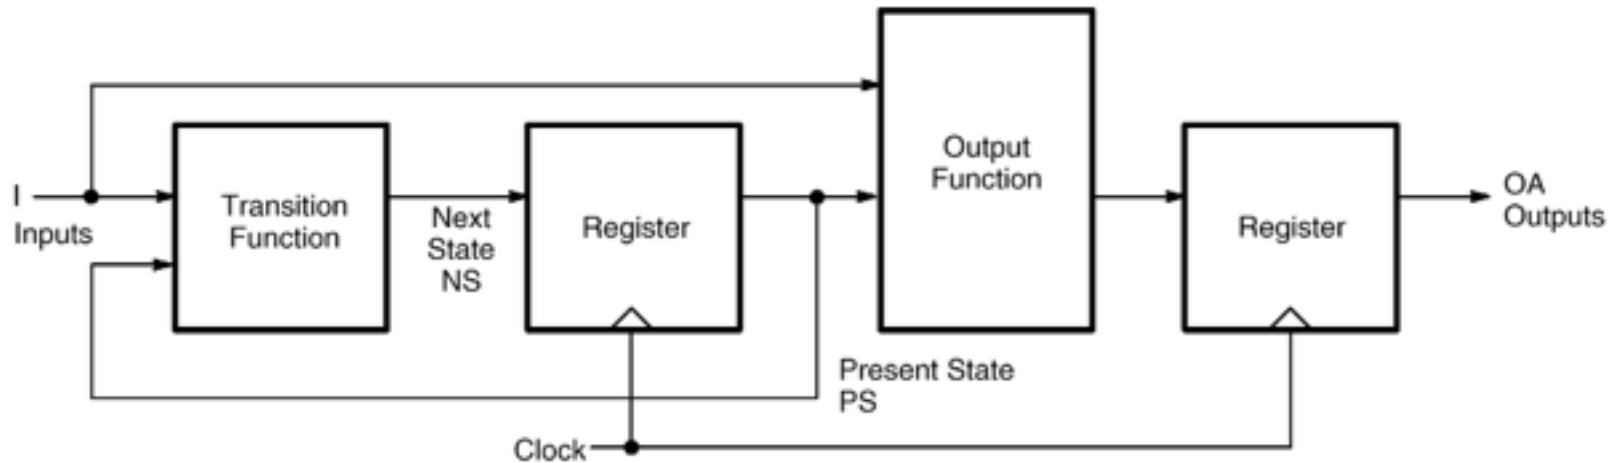 I
Inputs
Transition
Function
Next
State
NS
Register
Output
Function
Present State
PS
Register
OA
Outputs
Clock